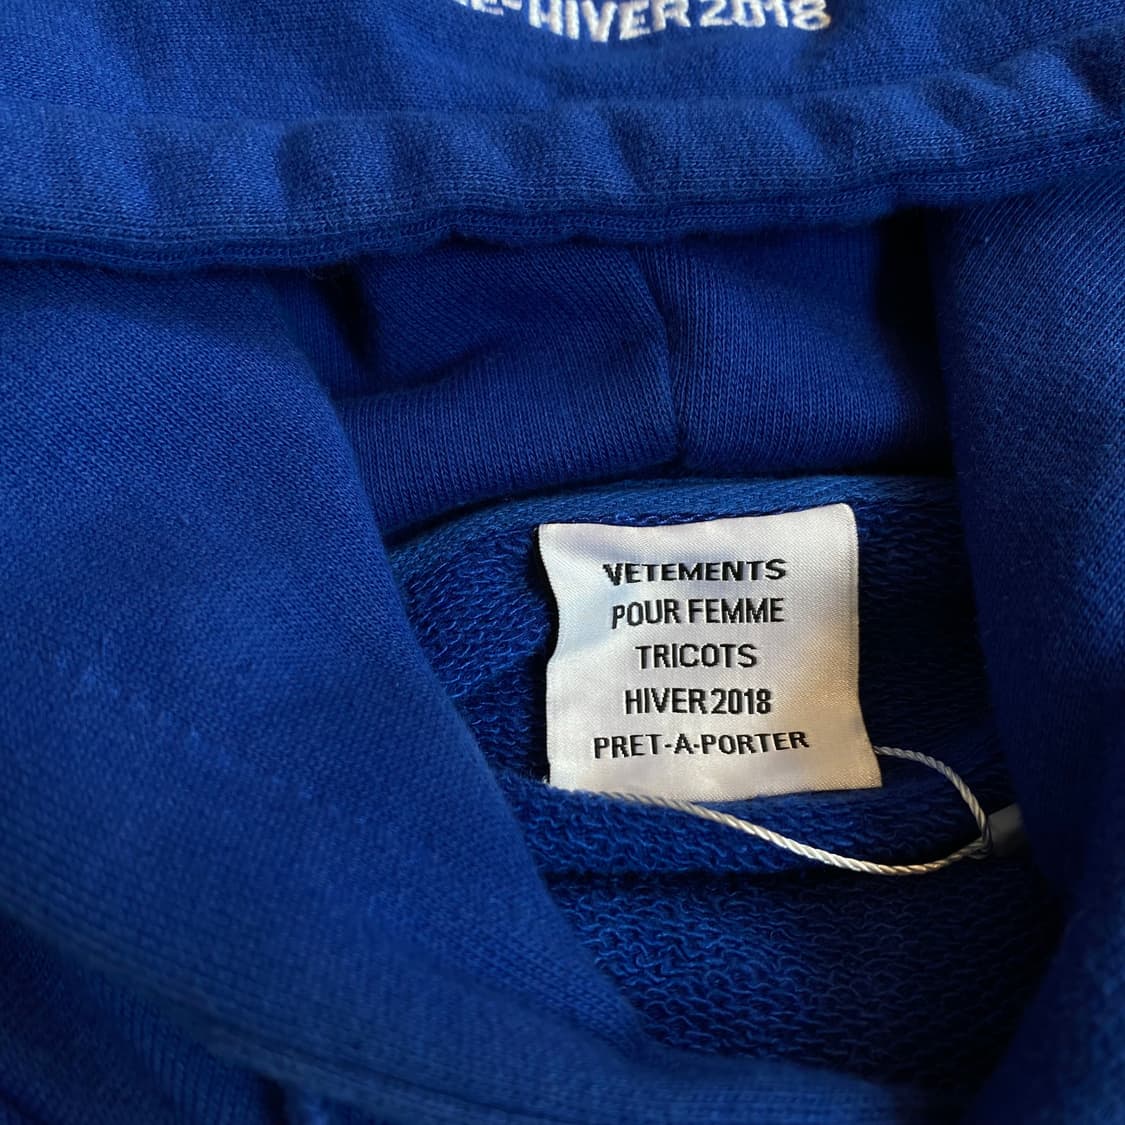 -HIVER 2018
VETEMENTS
POUR FEMME
TRICOTS
HIVER 2018
PRET-A-PORTER